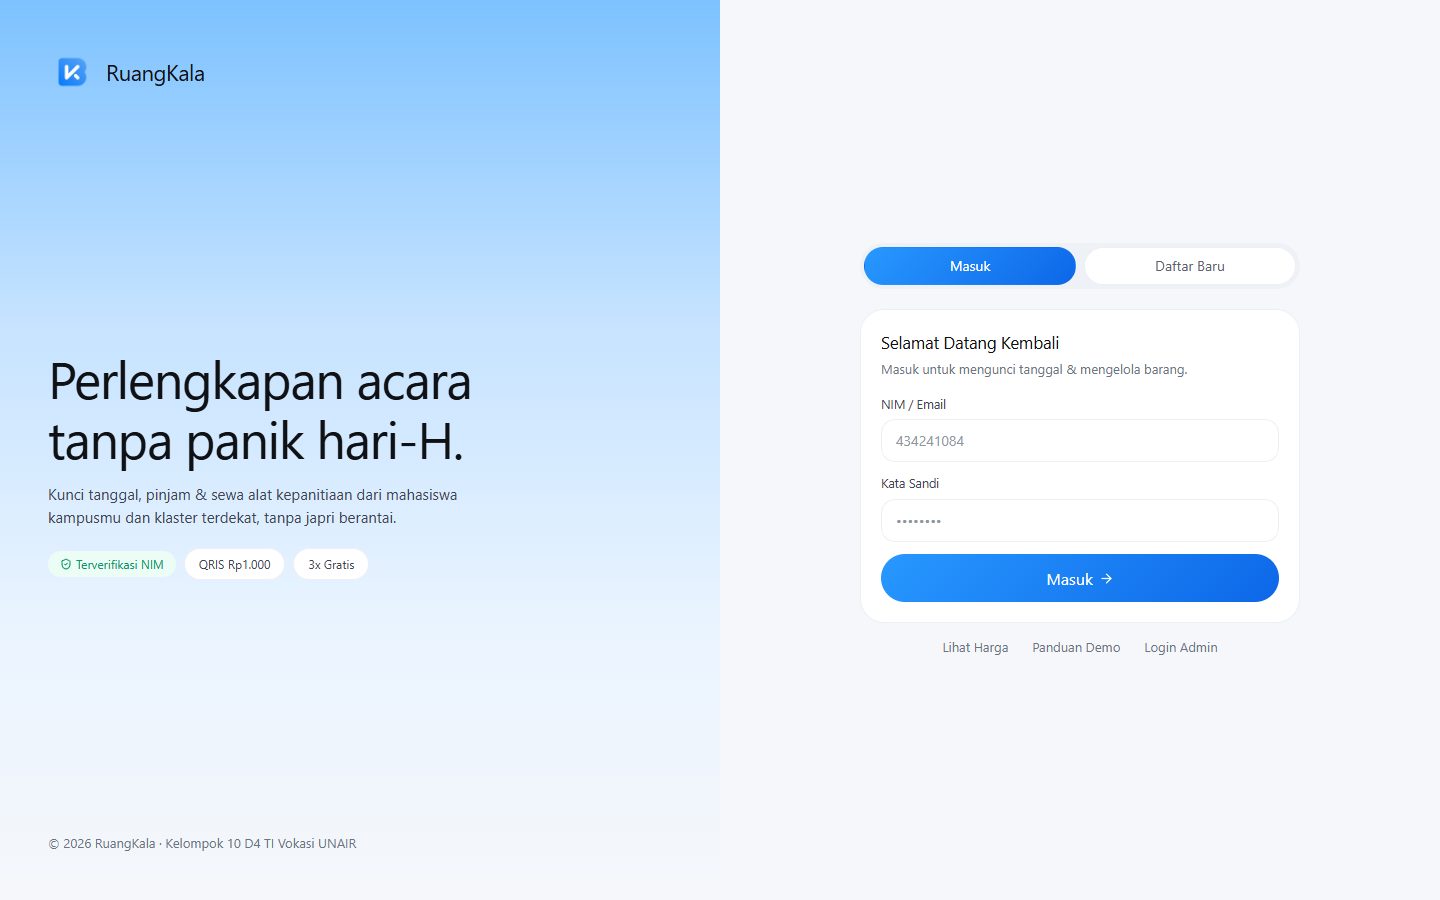 RuangKala
Perlengkapan acara
tanpa panik hari-H.
Kunci tanggal, pinjam & sewa alat kepanitiaan dari mahasiswa
kampusmu dan klaster terdekat, tanpa japri berantai.
Terverifikasi NIM
QRIS Rp1.000
3x Gratis
© 2026 RuangKala · Kelompok 10 D4 TI Vokasi UNAIR
Masuk
Daftar Baru
Selamat Datang Kembali
Masuk untuk mengunci tanggal & mengelola barang.
NIM / Email
434241084
Kata Sandi
••••••••
Masuk →
Lihat Harga
Panduan Demo
Login Admin